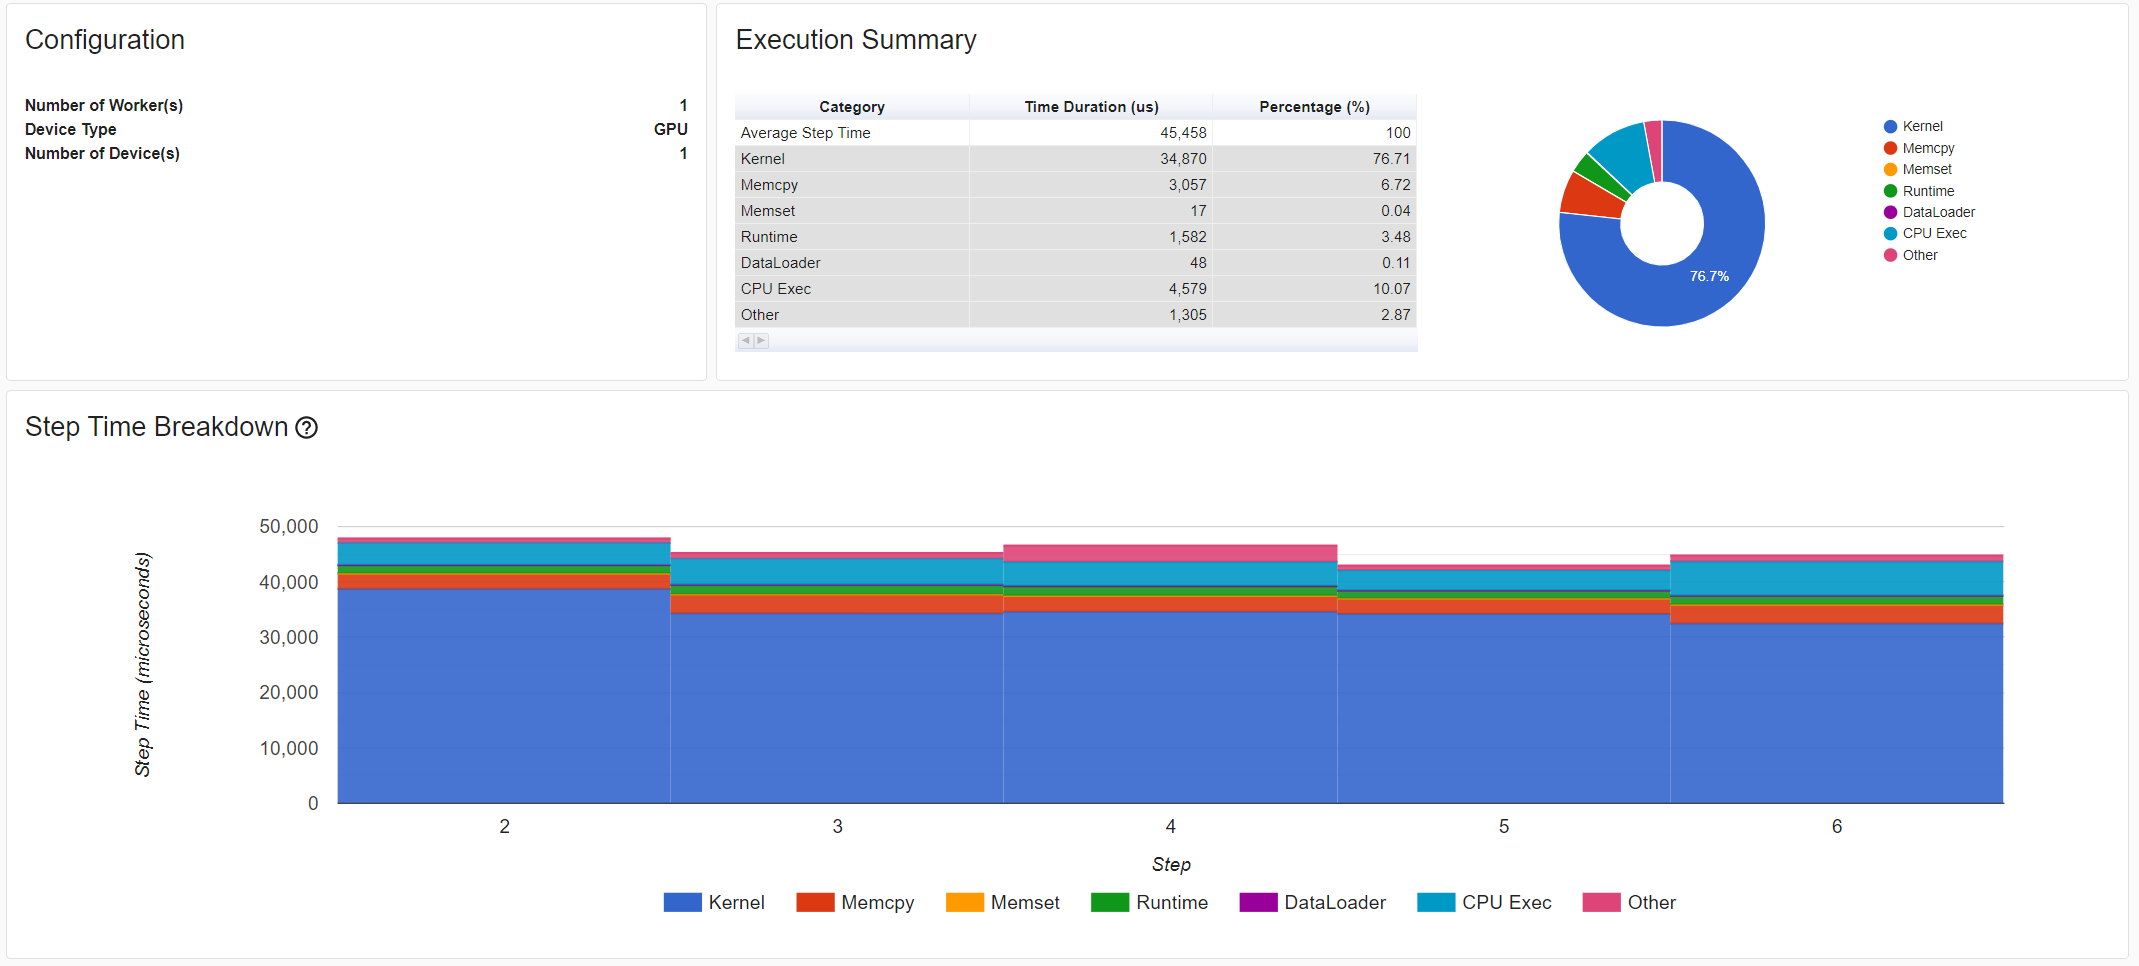 Configuration
Number of Worker(s) 1
Device Type GPU
Number of Device(s) 1
Execution Summary
Category Time Duration (us) Percentage (%)
Average Step Time 45,458 100
Kernel 34,870 76.71
Memcpy 3,057 6.72
Memset 17 0.04
Runtime 1,582 3.48
DataLoader 48 0.11
CPU Exec 4,579 10.07
Other 1,305 2.87
76.7%
Kernel
Memcpy
Memset
Runtime
DataLoader
CPU Exec
Other
Step Time Breakdown ?
Step Time (microseconds)
50,000
40,000
30,000
20,000
10,000
0
2 3 4 5 6
Step
Kernel Memcpy Memset Runtime DataLoader CPU Exec Other